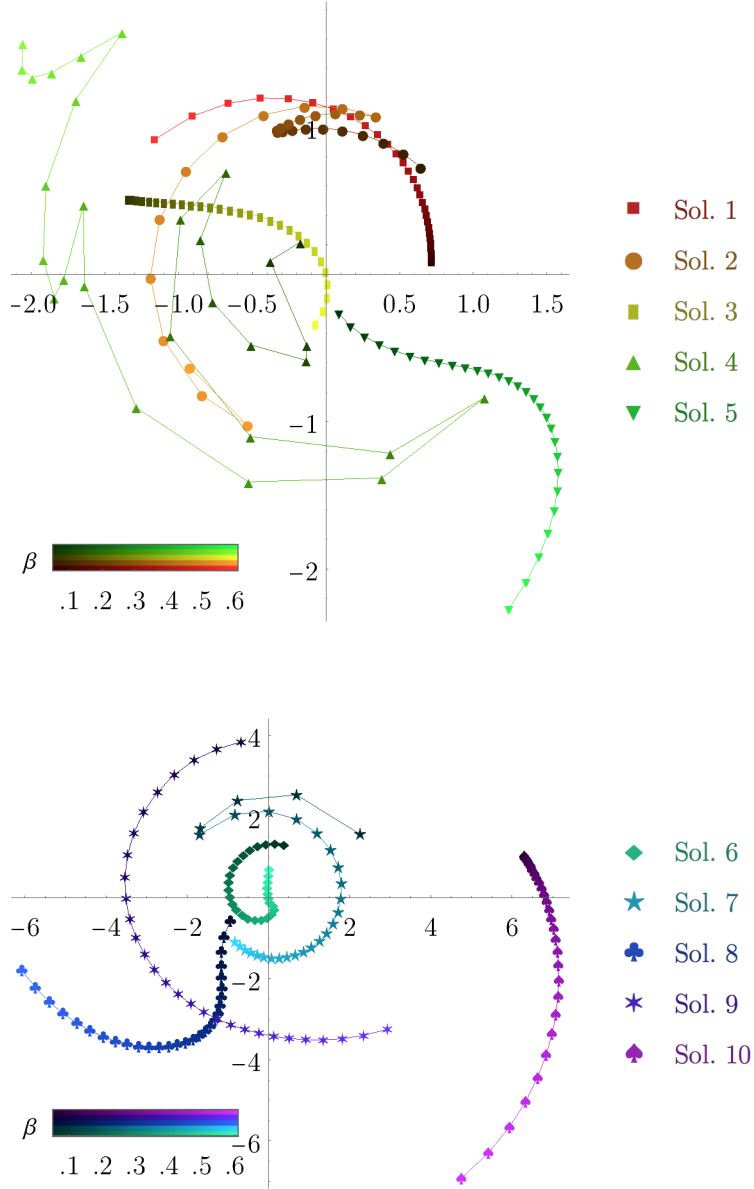 1
−2.0 −1.5 −1.0 −0.5 0.5 1.0 1.5
−1
−2
β
.1 .2 .3 .4 .5 .6
Sol. 1
Sol. 2
Sol. 3
Sol. 4
Sol. 5
4
2
−6 −4 −2 2 4 6
−2
−4
−6
β
.1 .2 .3 .4 .5 .6
Sol. 6
Sol. 7
Sol. 8
Sol. 9
Sol. 10